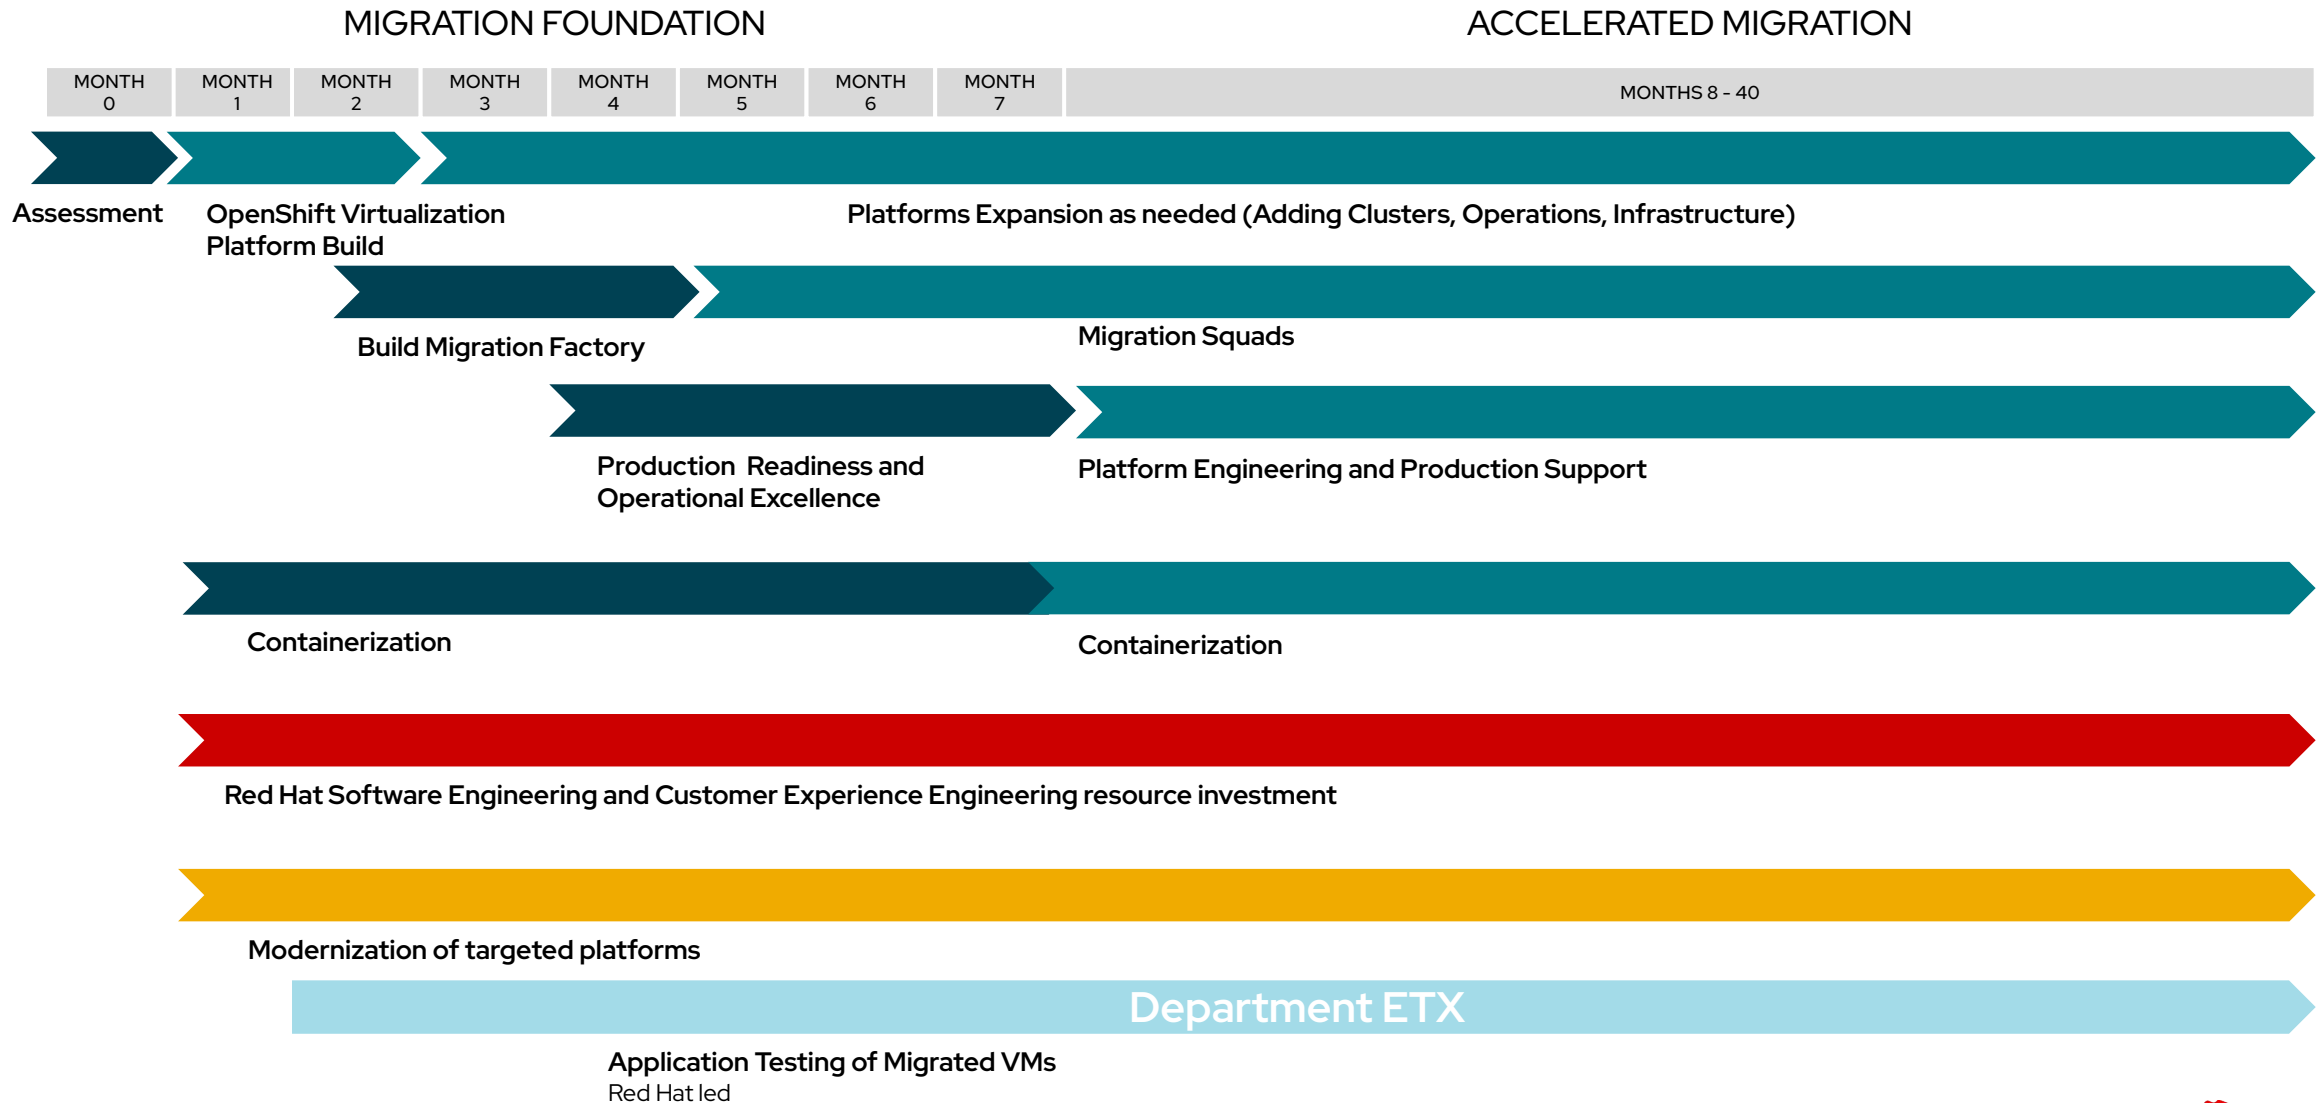 MIGRATION FOUNDATION
ACCELERATED MIGRATION
MONTH
0
MONTH
1
MONTH
2
MONTH
3
MONTH
4
MONTH
5
MONTH
6
MONTH
7
MONTHS 8 - 40
Assessment
OpenShift Virtualization
Platform Build
Platforms Expansion as needed (Adding Clusters, Operations, Infrastructure)
Build Migration Factory
Migration Squads
Production  Readiness and
Operational Excellence
Platform Engineering and Production Support
Containerization
Containerization
Red Hat Software Engineering and Customer Experience Engineering resource investment
Modernization of targeted platforms
Department ETX
Application Testing of Migrated VMs
Red Hat led